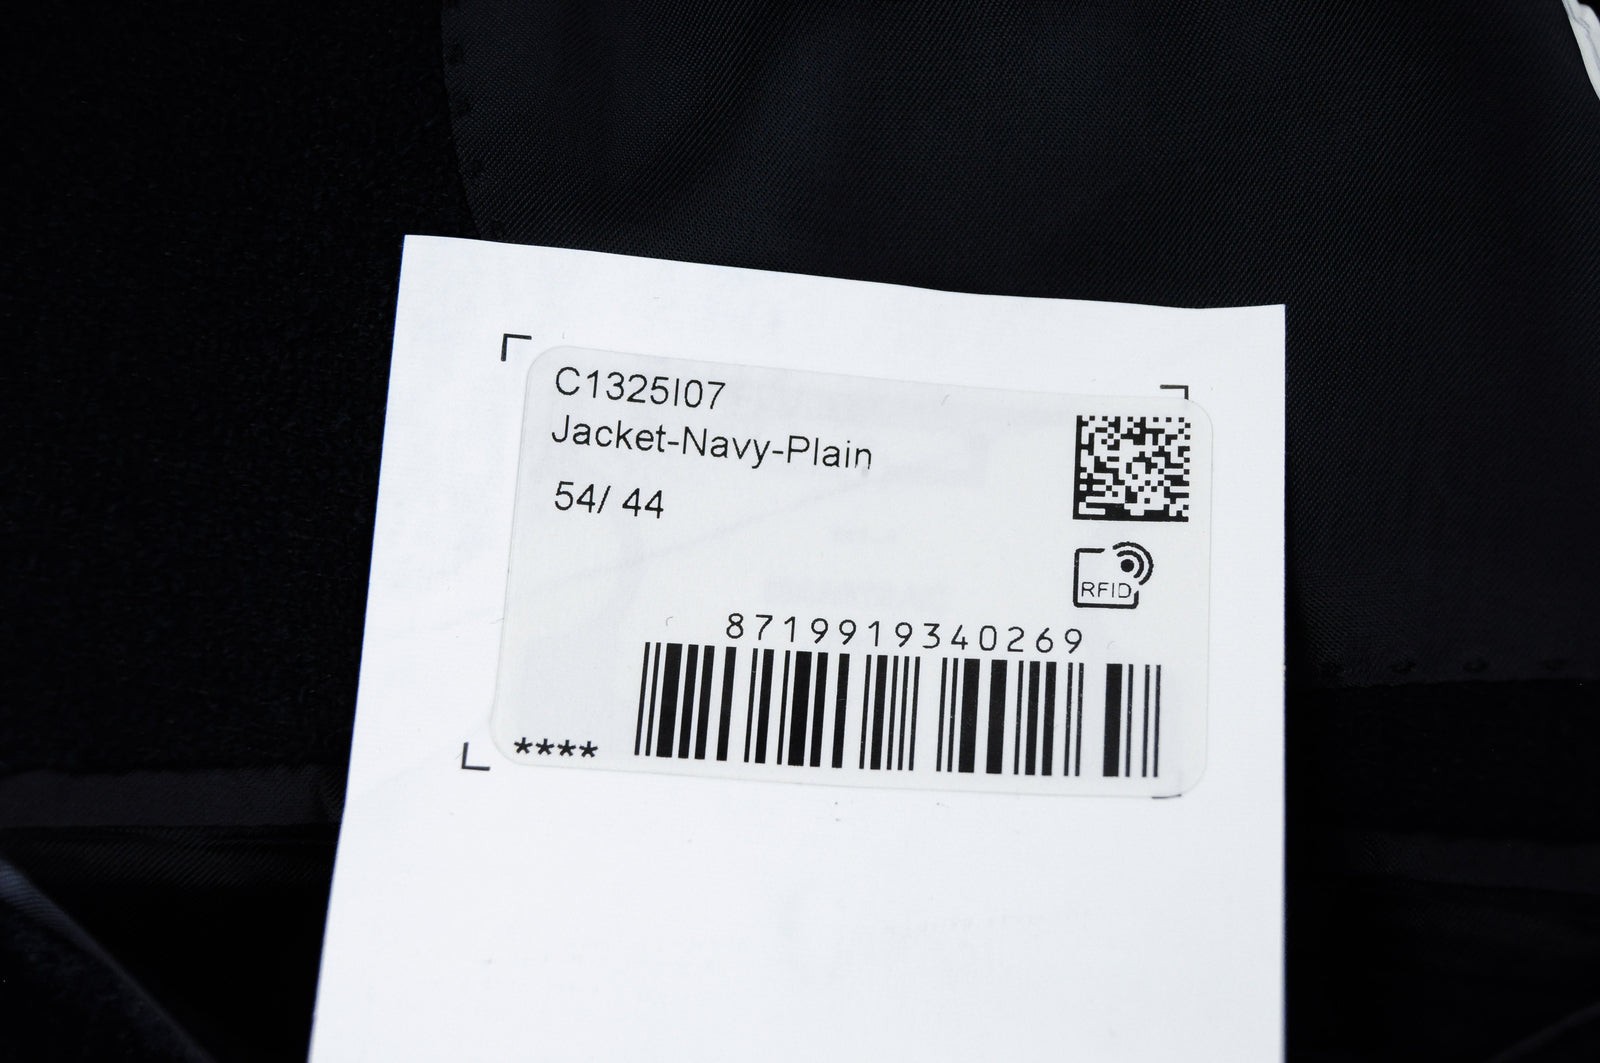 C1325I07
Jacket-Navy-Plain
54/ 44
RFID
8719919340269
****